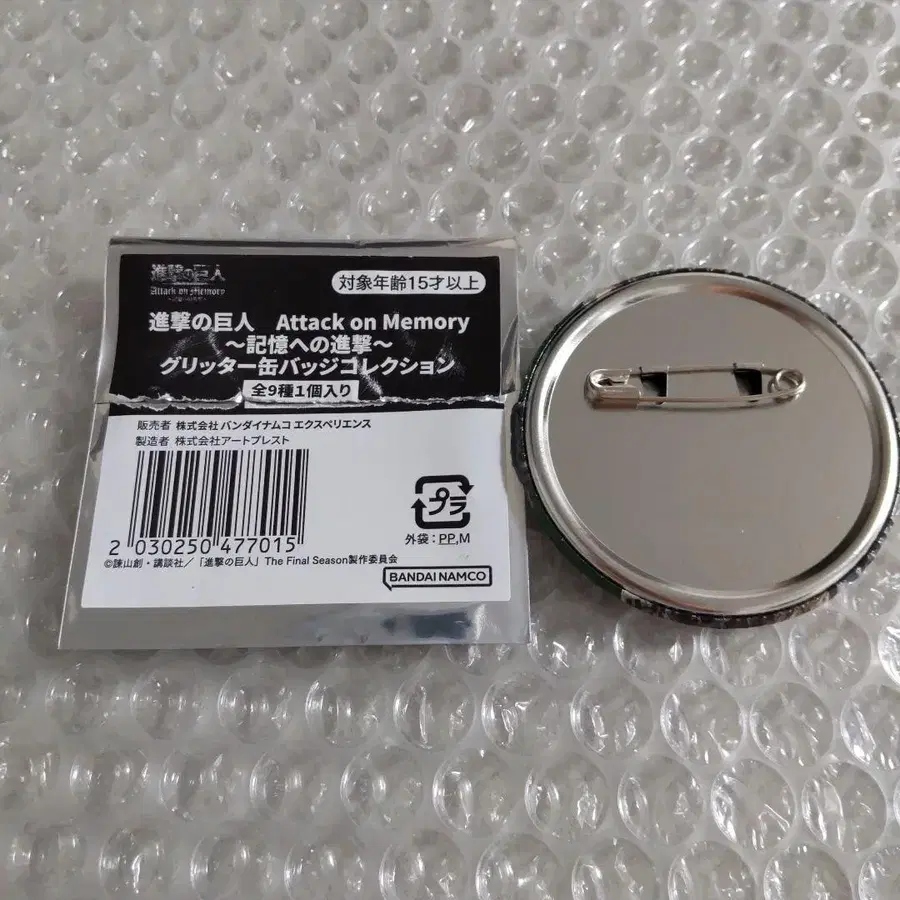 進撃の巨人
Attack on Memory
対象年齢15才以上
進撃の巨人 Attack on Memory
～記憶への進撃～
グリッター缶バッジコレクション
全9種1個入り
販売者 株式会社バンダイナムコ エクスペリエンス
製造者 株式会社アートプレスト
2 030250 477015
プラ
外袋：PP,M
©諫山創・講談社／「進撃の巨人」The Final Season製作委員会
BANDAI NAMCO